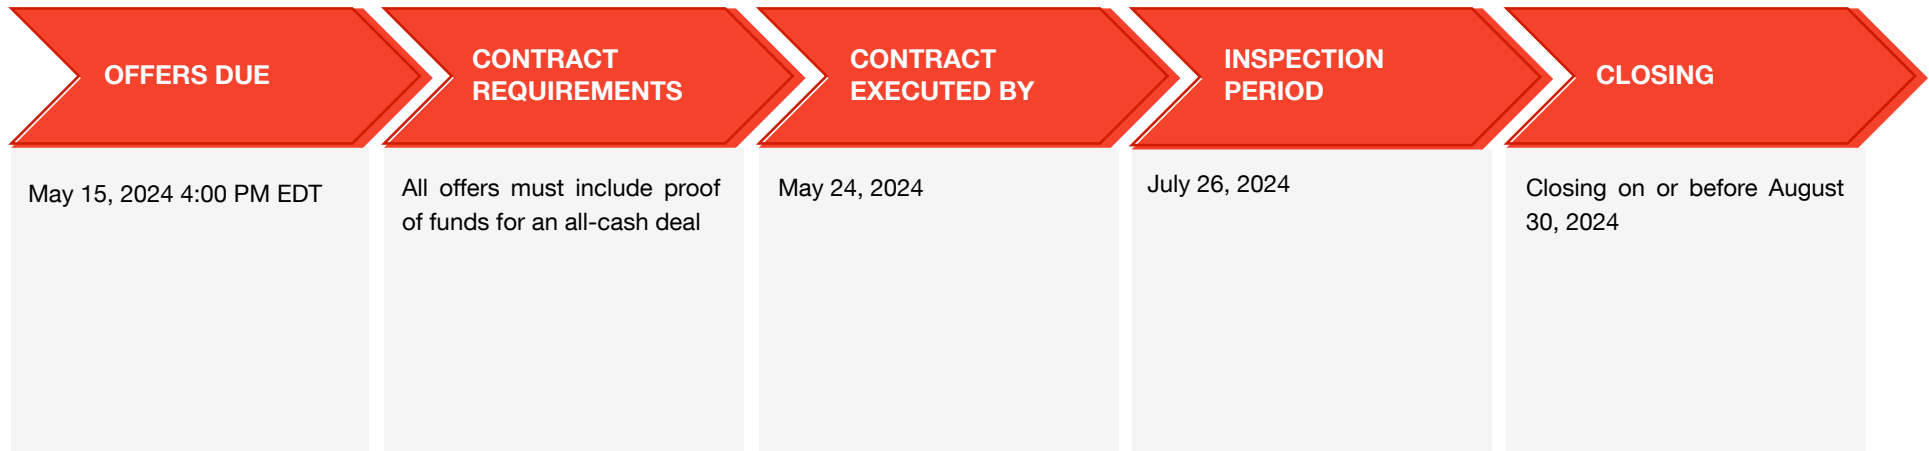 OFFERS DUE
May 15, 2024 4:00 PM EDT
CONTRACT
REQUIREMENTS
All offers must include proof
of funds for an all-cash deal
CONTRACT
EXECUTED BY
May 24, 2024
INSPECTION
PERIOD
July 26, 2024
CLOSING
Closing on or before August
30, 2024